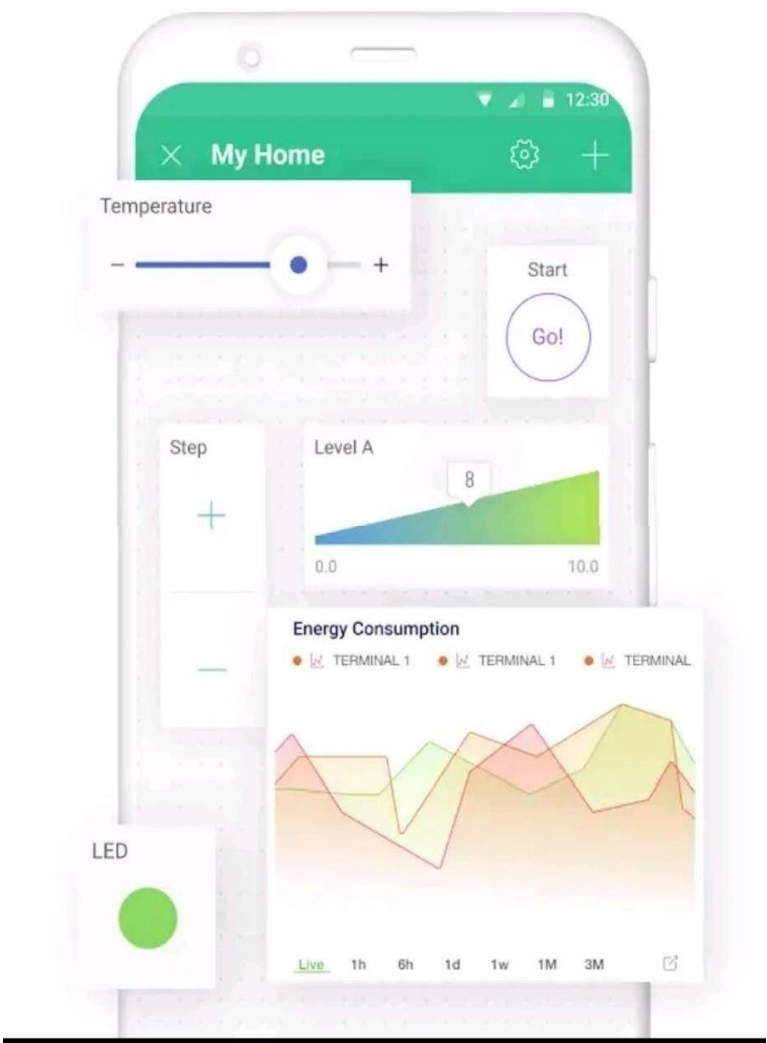 12:30
My Home
Temperature
− +
Start
Go!
Step
+
−
Level A
8
0.0 10.0
Energy Consumption
TERMINAL 1 TERMINAL 1 TERMINAL
LED
Live 1h 6h 1d 1w 1M 3M